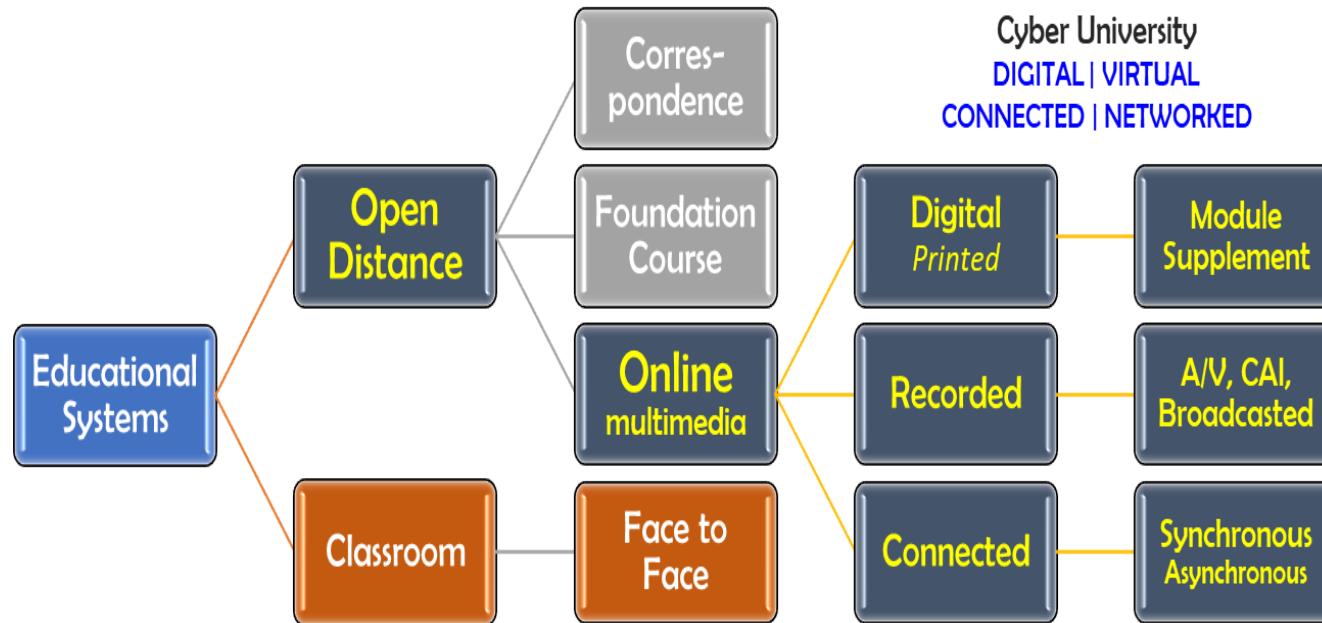 Cyber University
DIGITAL | VIRTUAL
CONNECTED | NETWORKED
Educational
Systems
Open
Distance
Classroom
Corres-
pondence
Foundation
Course
Online
multimedia
Face to
Face
Digital
Printed
Recorded
Connected
Module
Supplement
A/V, CAI,
Broadcasted
Synchronous
Asynchronous